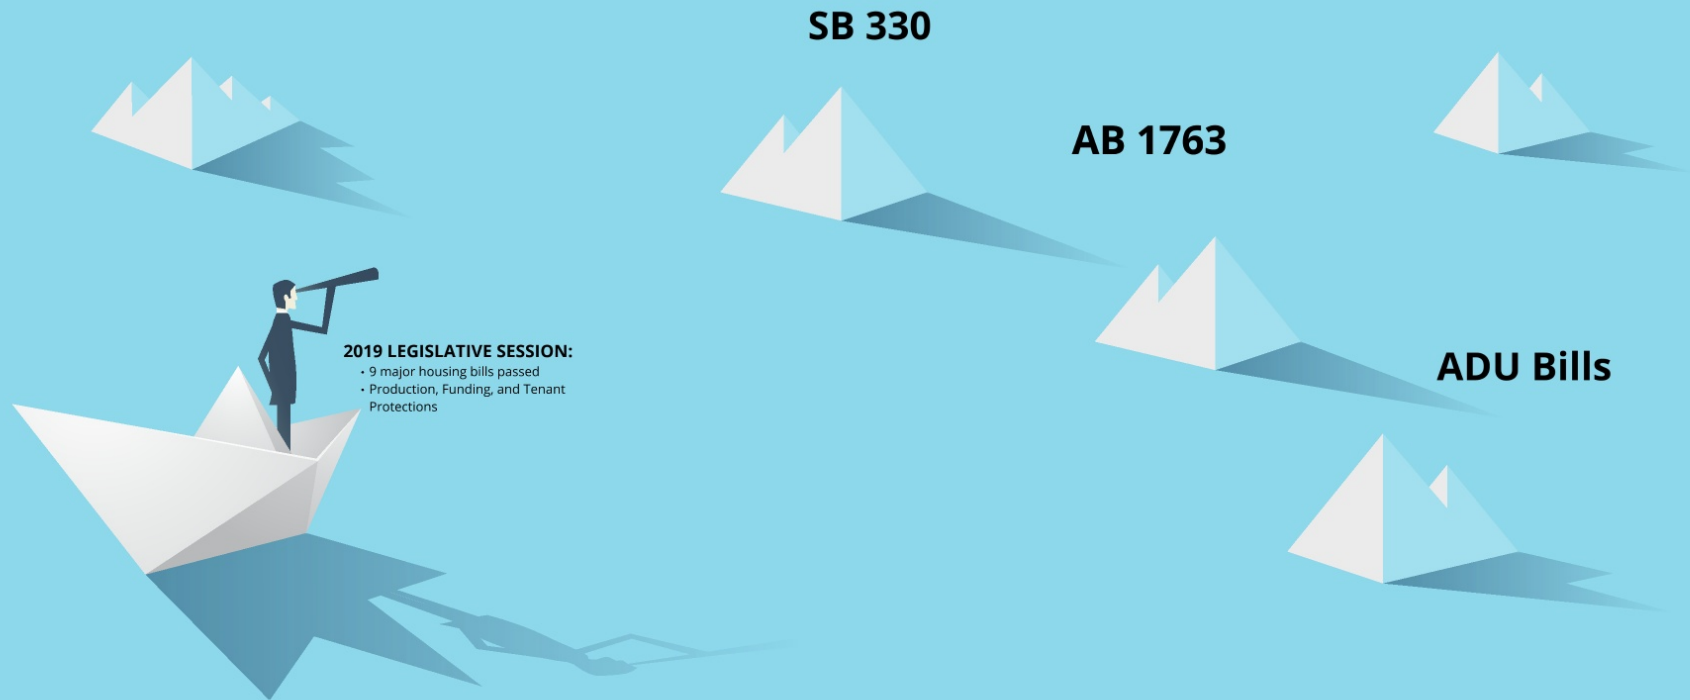 SB 330
AB 1763
2019 LEGISLATIVE SESSION:
• 9 major housing bills passed
• Production, Funding, and Tenant
Protections
ADU Bills